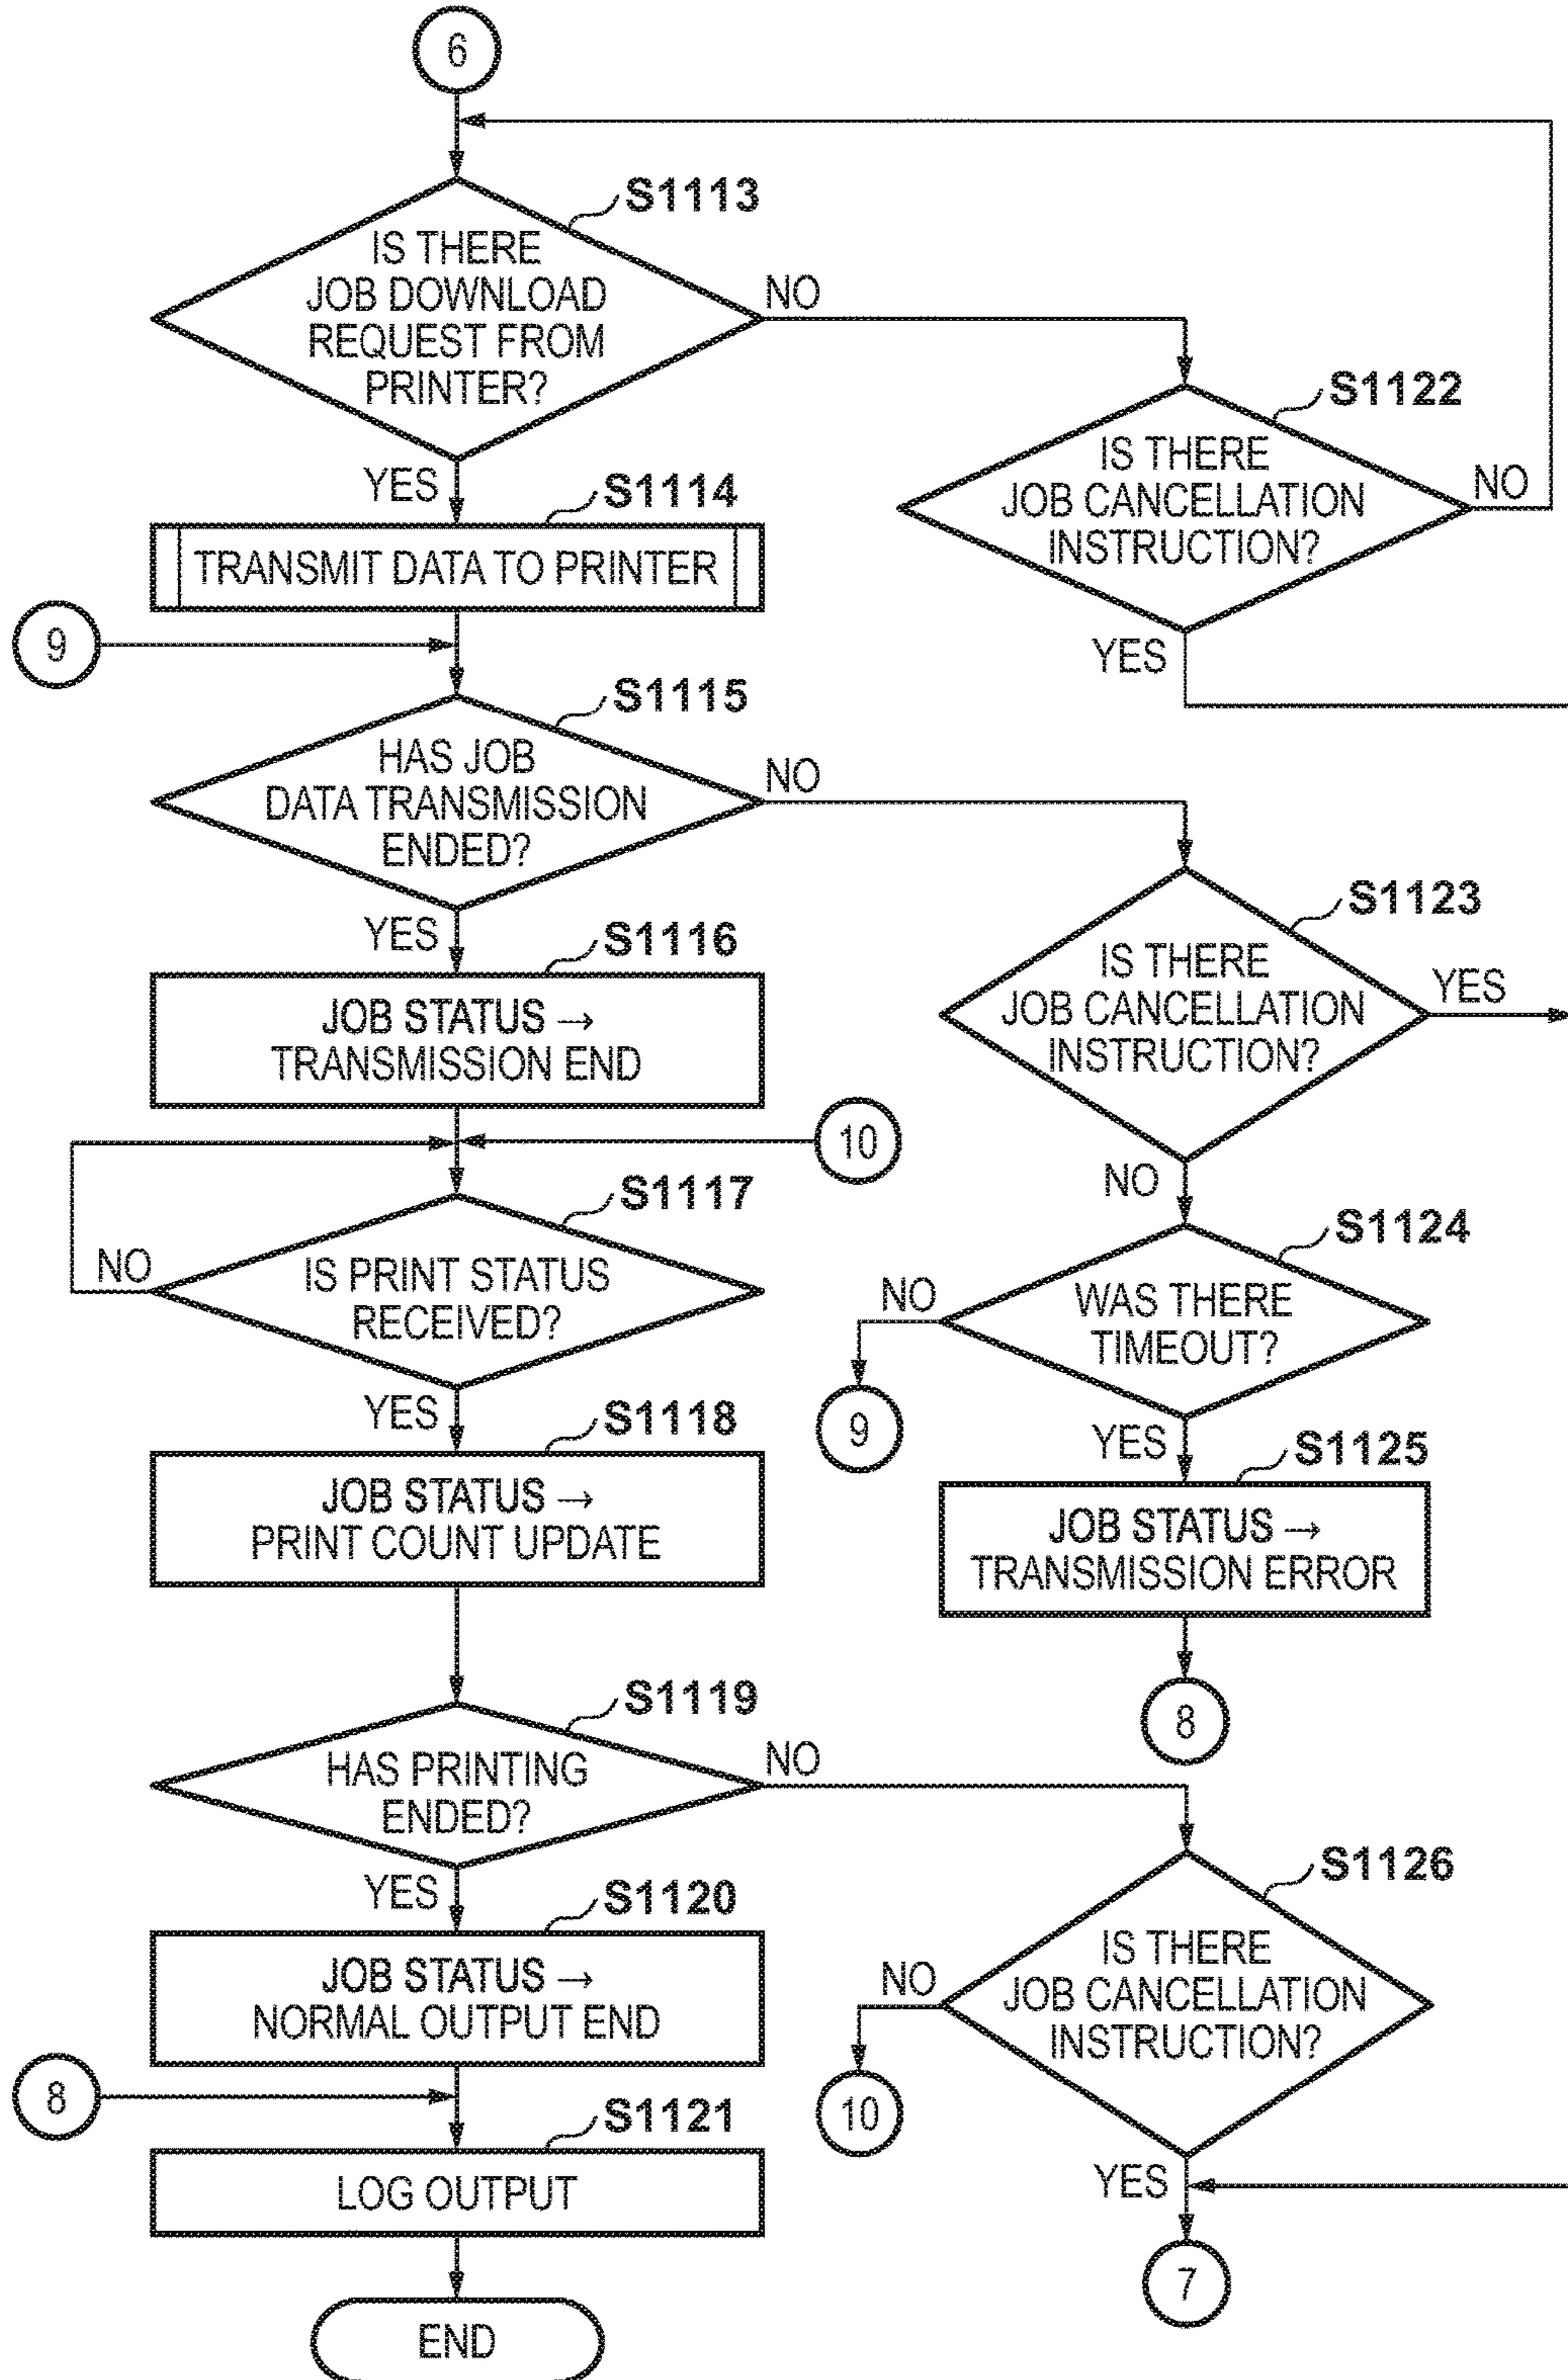 6
S1113
IS THERE
JOB DOWNLOAD
REQUEST FROM
PRINTER?
NO
YES
S1122
IS THERE
JOB CANCELLATION
INSTRUCTION?
NO
YES
S1114
TRANSMIT DATA TO PRINTER
9
S1115
HAS JOB
DATA TRANSMISSION
ENDED?
NO
YES
S1123
IS THERE
JOB CANCELLATION
INSTRUCTION?
YES
NO
S1116
JOB STATUS →
TRANSMISSION END
10
S1117
IS PRINT STATUS
RECEIVED?
NO
YES
S1124
WAS THERE
TIMEOUT?
NO
9
YES
S1118
JOB STATUS →
PRINT COUNT UPDATE
S1125
JOB STATUS →
TRANSMISSION ERROR
8
S1119
HAS PRINTING
ENDED?
NO
YES
S1126
IS THERE
JOB CANCELLATION
INSTRUCTION?
NO
10
YES
7
S1120
JOB STATUS →
NORMAL OUTPUT END
8
S1121
LOG OUTPUT
END